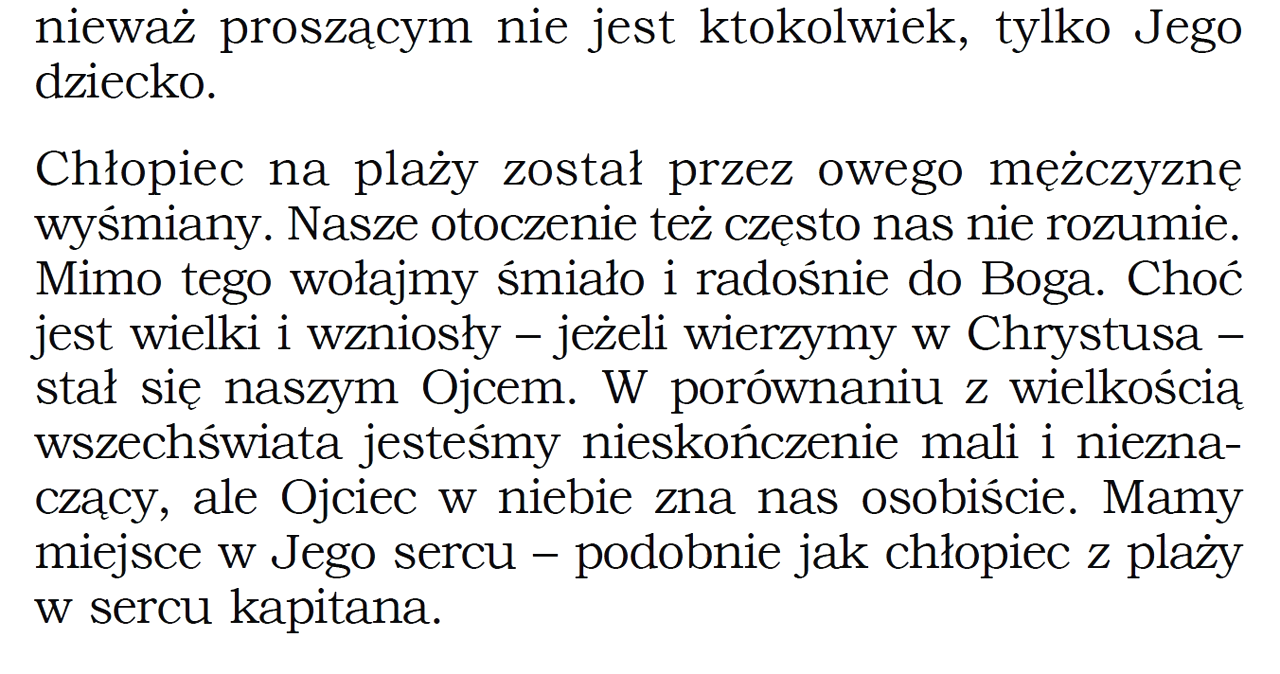 nieważ proszącym nie jest ktokolwiek, tylko Jego
dziecko.
Chłopiec na plaży został przez owego mężczyznę
wyśmiany. Nasze otoczenie też często nas nie rozumie.
Mimo tego wołajmy śmiało i radośnie do Boga. Choć
jest wielki i wzniosły – jeżeli wierzymy w Chrystusa –
stał się naszym Ojcem. W porównaniu z wielkością
wszechświata jesteśmy nieskończenie mali i niezna-
czący, ale Ojciec w niebie zna nas osobiście. Mamy
miejsce w Jego sercu – podobnie jak chłopiec z plaży
w sercu kapitana.